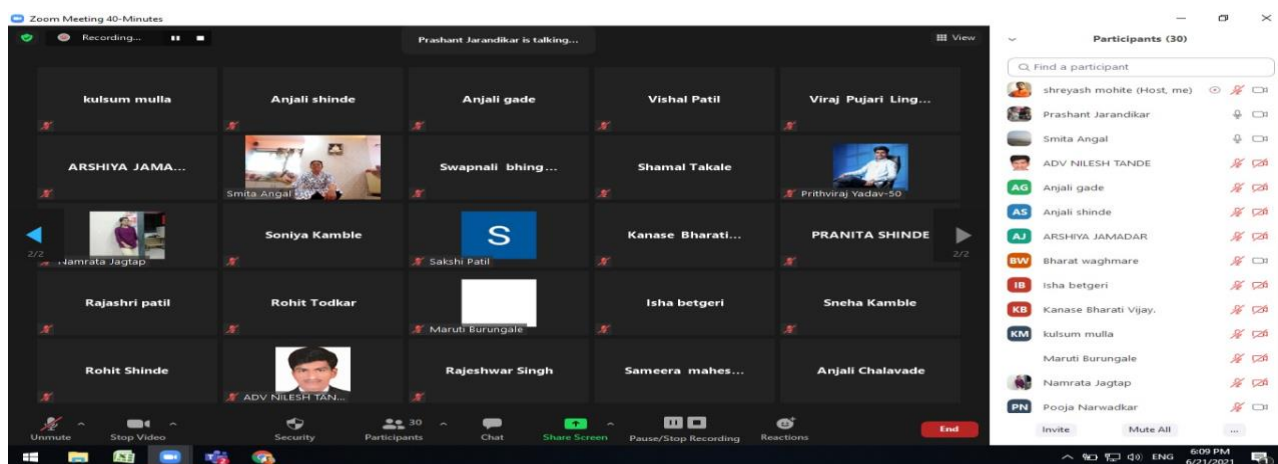 Zoom Meeting 40-Minutes
Recording...
Prashant Jarandikar is talking...
View
kulsum mulla
Anjali shinde
Anjali gade
Vishal Patil
Viraj Pujari Ling...
ARSHIYA JAMA...
Smita Angal
Swapnali bhing...
Shamal Takale
Prithviraj Yadav-50
2/2
Namrata Jagtap
Soniya Kamble
S
Sakshi Patil
Kanase Bharati...
PRANITA SHINDE
2/2
Rajashri patil
Rohit Todkar
Maruti Burungale
Isha betgeri
Sneha Kamble
Rohit Shinde
ADV NILESH TAN...
Rajeshwar Singh
Sameera mahes...
Anjali Chalavade
Unmute
Stop Video
Security
30
Participants
Chat
Share Screen
Pause/Stop Recording
Reactions
End
Participants (30)
Find a participant
shreyash mohite (Host, me)
Prashant Jarandikar
Smita Angal
ADV NILESH TANDE
AG Anjali gade
AS Anjali shinde
AJ ARSHIYA JAMADAR
BW Bharat waghmare
IB Isha betgeri
KB Kanase Bharati Vijay.
KM kulsum mulla
Maruti Burungale
Namrata Jagtap
PN Pooja Narwadkar
Invite
Mute All
...
ENG
6:09 PM
6/21/2021